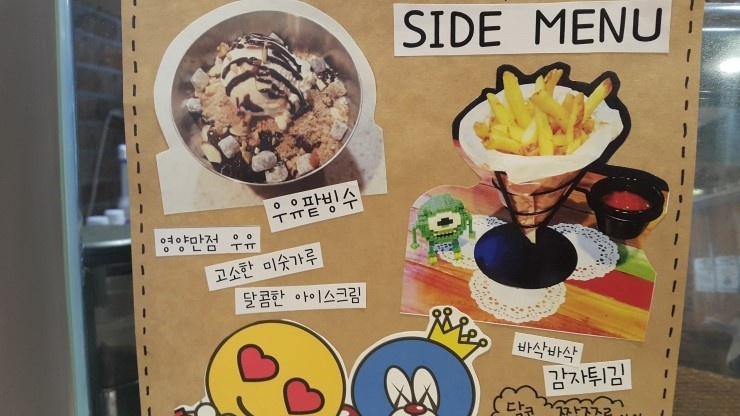 SIDE MENU
우유팥빙수
영양만점 우유
고소한 미숫가루
달콤한 아이스크림
바삭바삭
감자튀김